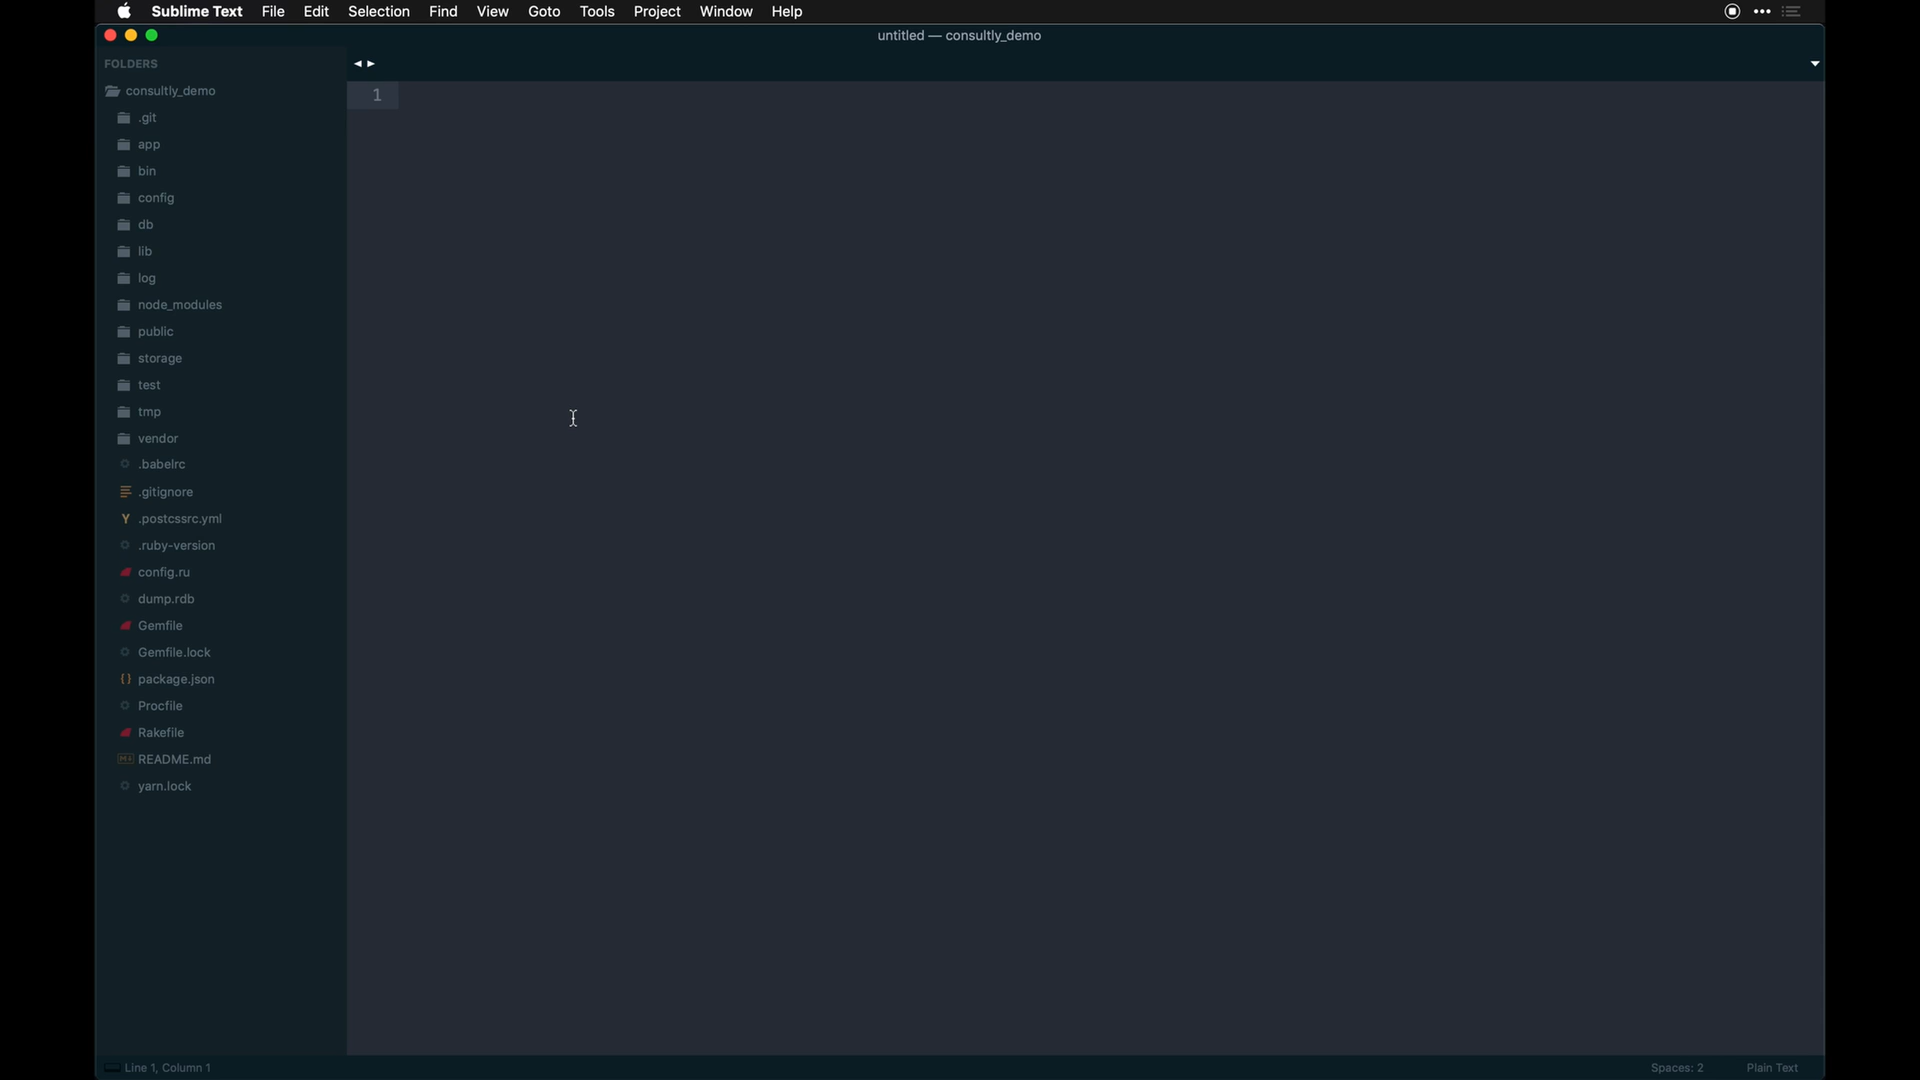 Sublime Text File Edit Selection Find View Goto Tools Project Window Help
untitled — consultly_demo
FOLDERS
consultly_demo
1
.git
app
bin
config
db
lib
log
node_modules
public
storage
test
tmp
vendor
.babelrc
.gitignore
Y .postcssrc.yml
.ruby-version
config.ru
dump.rdb
Gemfile
Gemfile.lock
{} package.json
Procfile
Rakefile
README.md
yarn.lock
Line 1, Column 1 Spaces: 2 Plain Text